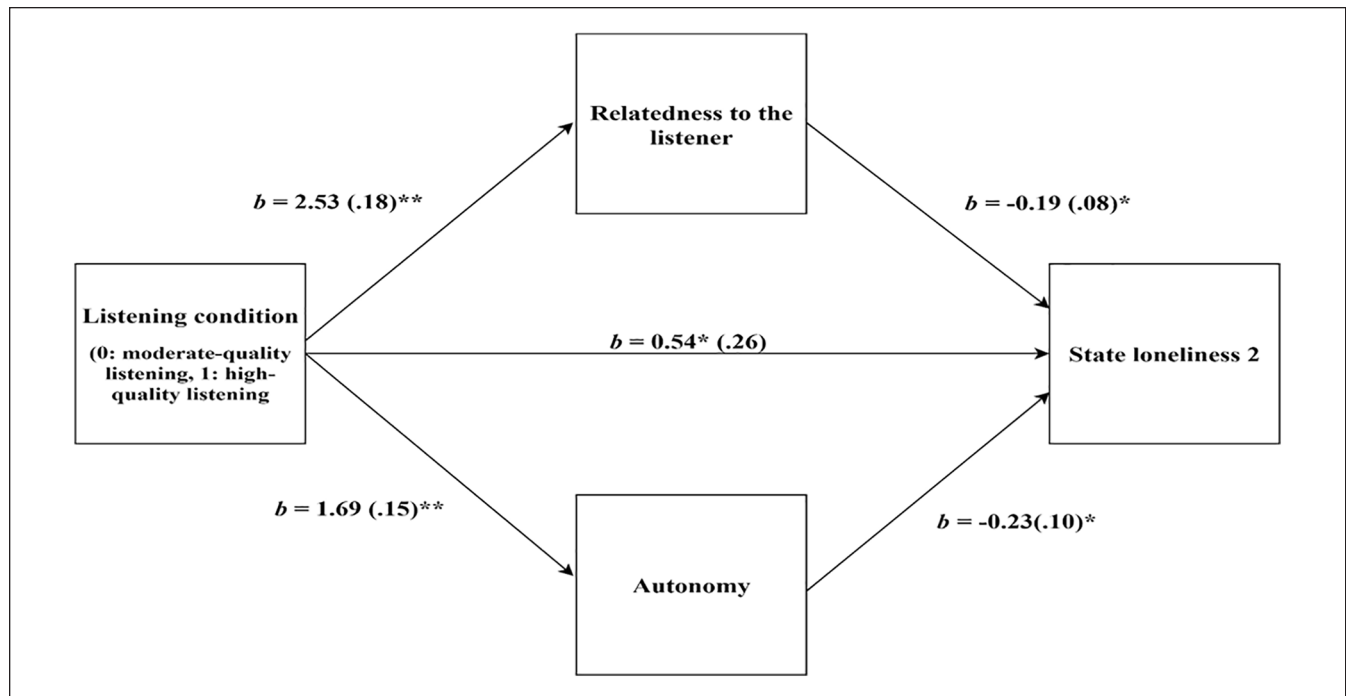 Relatedness to the
listener
b = 2.53 (.18)**
b = -0.19 (.08)*
Listening condition
(0: moderate-quality
listening, 1: high-
quality listening
b = 0.54* (.26)
State loneliness 2
b = 1.69 (.15)**
b = -0.23(.10)*
Autonomy